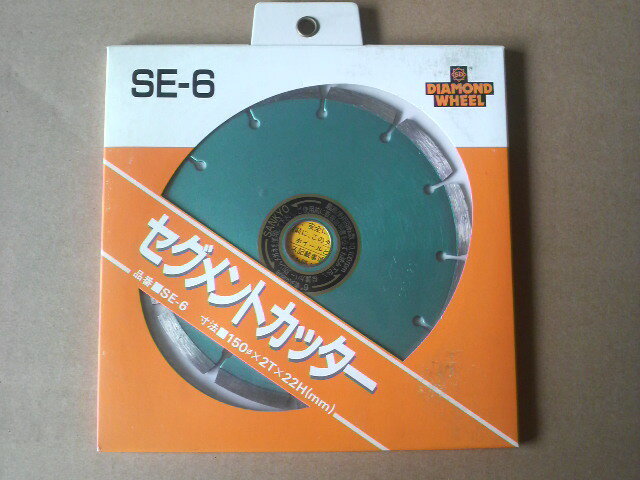 SE-6
DIAMOND
WHEEL
SANKYO
セグメントカッター
品番■SE-6 寸法■150φ×2T×22H(mm)